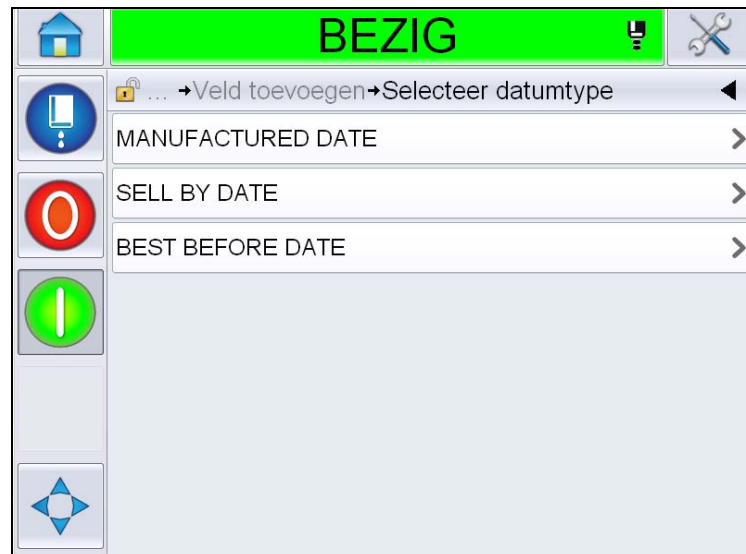 BEZIG
... →Veld toevoegen→Selecteer datumtype
MANUFACTURED DATE
SELL BY DATE
BEST BEFORE DATE